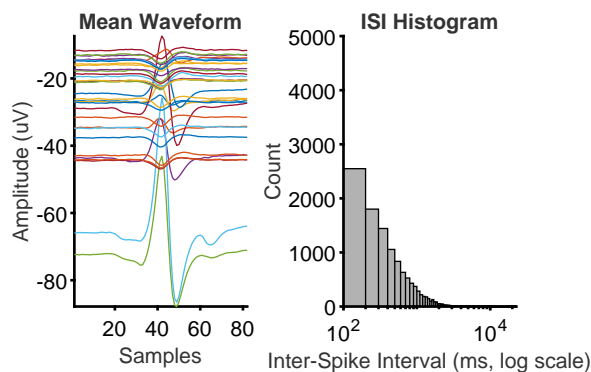 Mean Waveform
Amplitude (uV)
-20
-40
-60
-80
20
40
60
80
Samples
ISI Histogram
Count
5000
4000
3000
2000
1000
0
10^2
10^4
Inter-Spike Interval (ms, log scale)